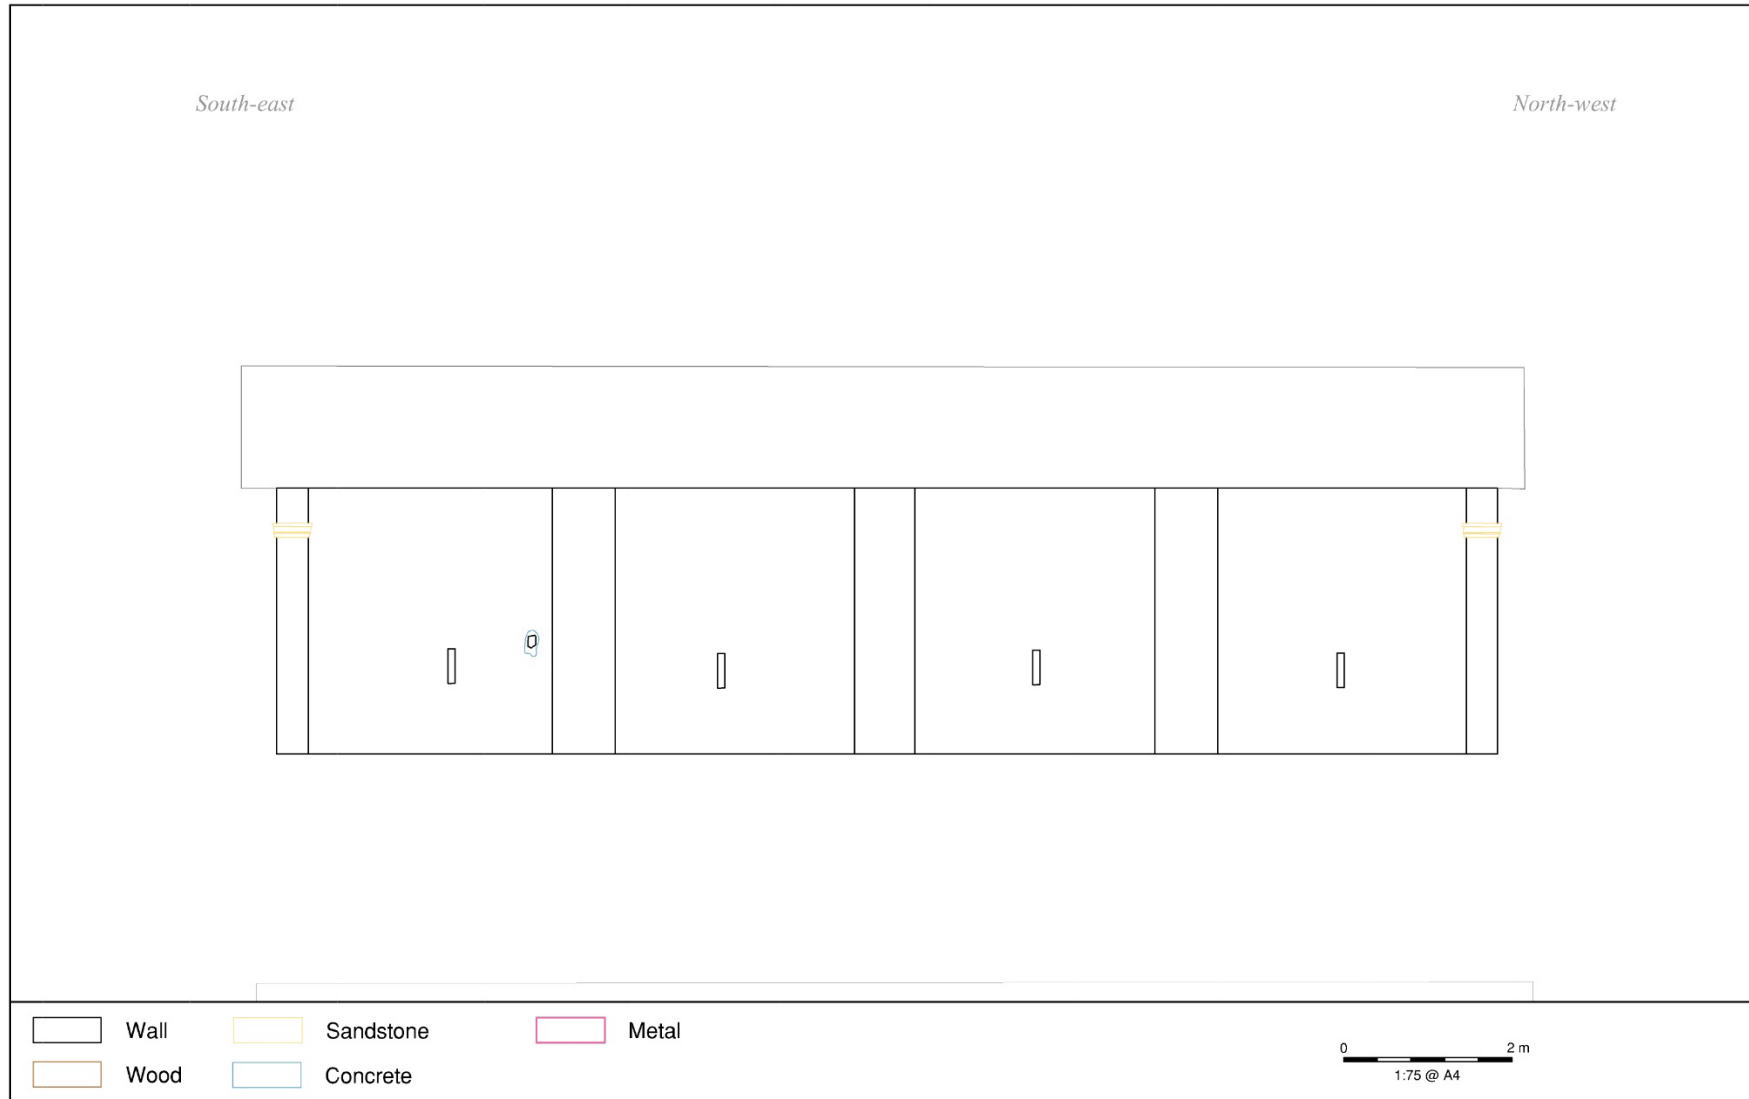 South-east
North-west
Wall
Sandstone
Metal
Wood
Concrete
0
2 m
1:75 @ A4